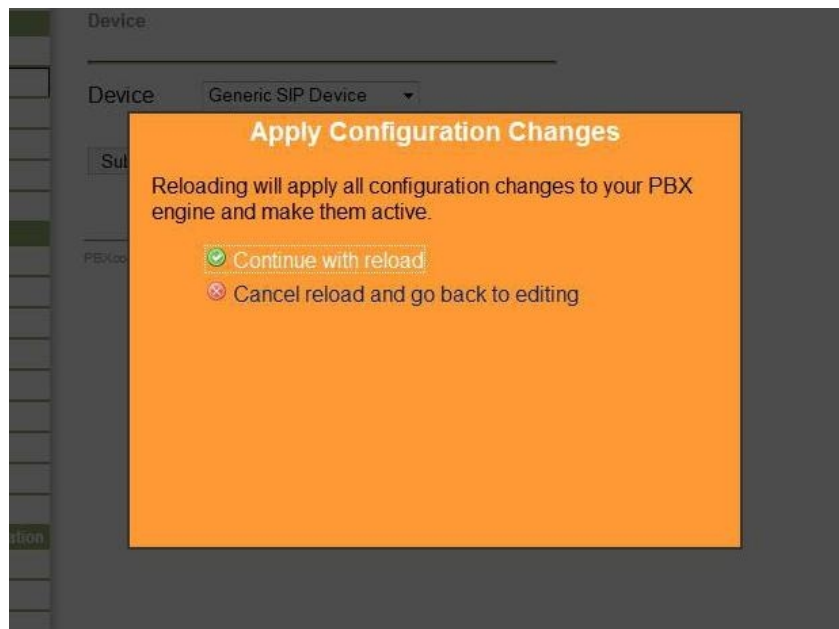 Device
Device Generic SIP Device
Apply Configuration Changes
Sub
Reloading will apply all configuration changes to your PBX
engine and make them active.
Continue with reload
Cancel reload and go back to editing